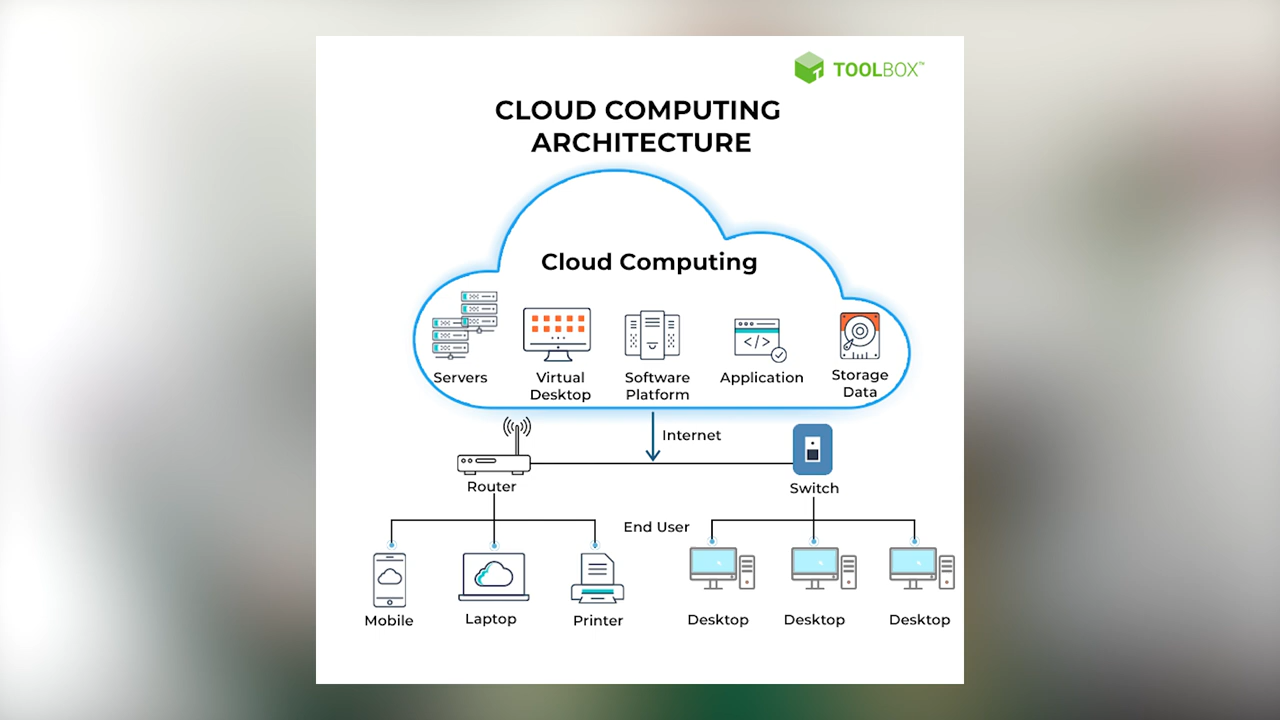 TOOLBOX™
CLOUD COMPUTING
ARCHITECTURE
Cloud Computing
Servers
Virtual
Desktop
Software
Platform
</>
Application
Storage
Data
Internet
Router
Switch
End User
Mobile
Laptop
Printer
Desktop
Desktop
Desktop